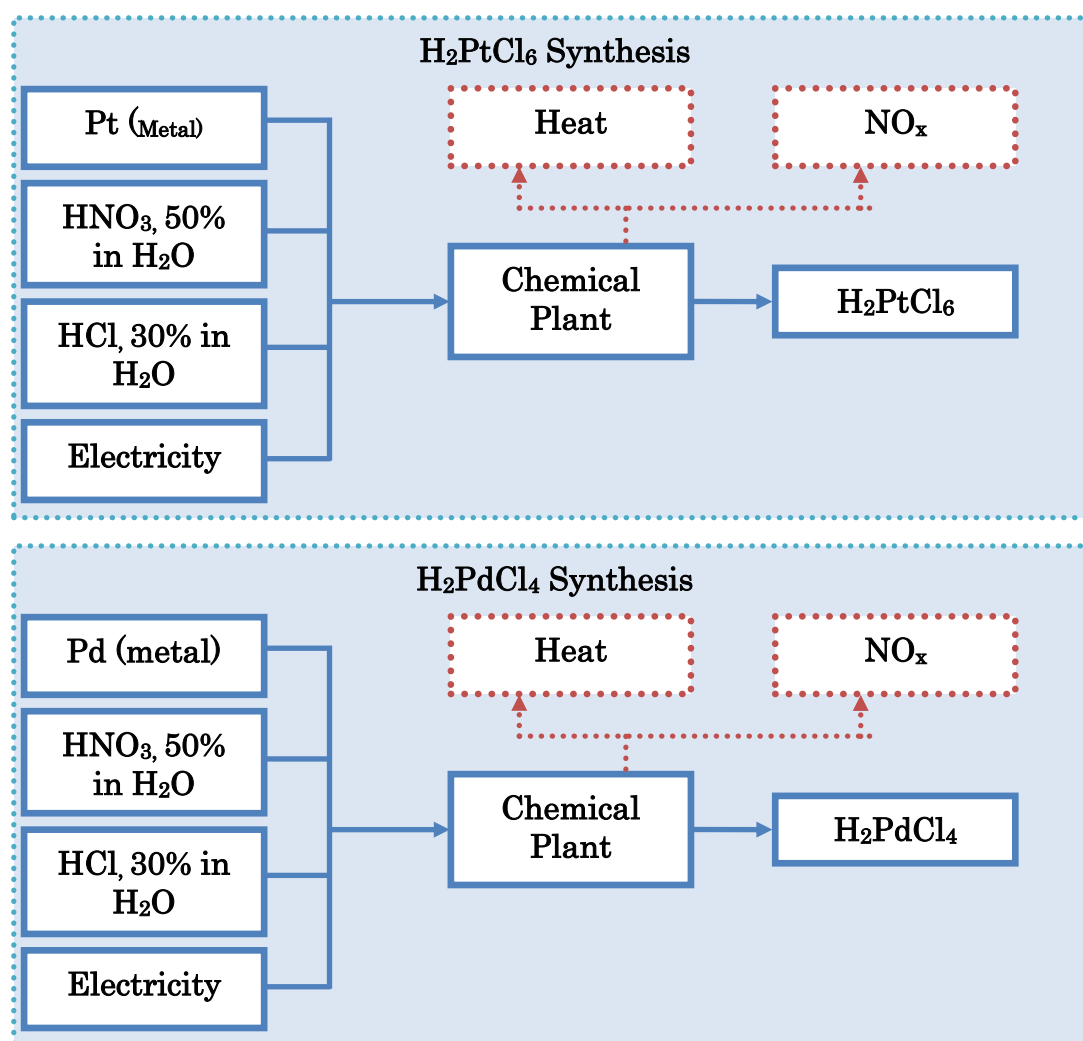 H₂PtCl₆ Synthesis
Pt (Metal)
Heat
NOₓ
HNO₃, 50%
in H₂O
Chemical
Plant
H₂PtCl₆
HCl, 30% in
H₂O
Electricity
H₂PdCl₄ Synthesis
Pd (metal)
Heat
NOₓ
HNO₃, 50%
in H₂O
Chemical
Plant
H₂PdCl₄
HCl, 30% in
H₂O
Electricity